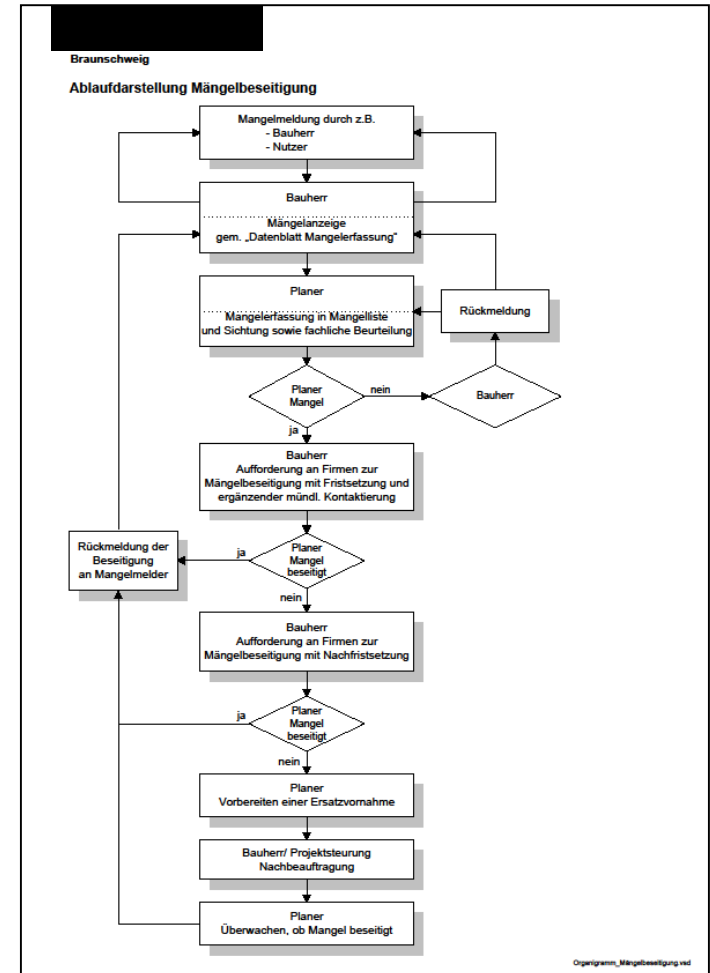 Braunschweig
Ablaufdarstellung Mängelbeseitigung
Mangelmeldung durch z.B.
- Bauherr
- Nutzer
Bauherr
Mängelanzeige
gem. „Datenblatt Mangelerfassung“
Planer
Mangelerfassung in Mangelliste
und Sichtung sowie fachliche Beurteilung
Rückmeldung
Planer
Mangel
nein
Bauherr
ja
Bauherr
Aufforderung an Firmen zur
Mängelbeseitigung mit Fristsetzung und
ergänzender mündl. Kontaktierung
Rückmeldung der
Beseitigung
an Mangelmelder
ja
Planer
Mangel
beseitigt
nein
Bauherr
Aufforderung an Firmen zur
Mängelbeseitigung mit Nachfristsetzung
ja
Planer
Mangel
beseitigt
nein
Planer
Vorbereiten einer Ersatzvornahme
Bauherr/ Projektsteurung
Nachbeauftragung
Planer
Überwachen, ob Mangel beseitigt
Organigramm_Mängelbeseitigung.vsd